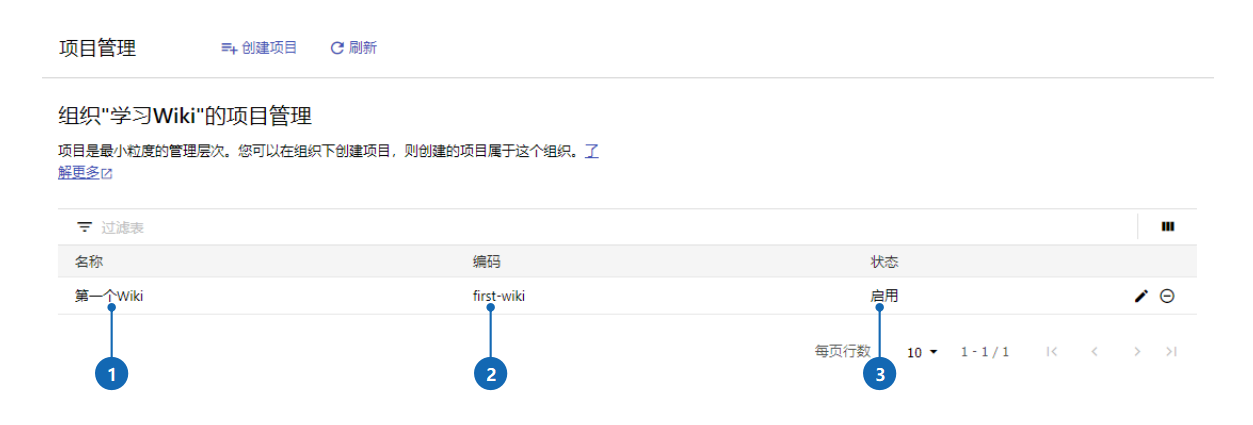 项目管理 创建项目 刷新
组织"学习Wiki"的项目管理
项目是最小粒度的管理层次。您可以在组织下创建项目，则创建的项目属于这个组织。了
解更多
过滤表
名称 编码 状态
第一个Wiki first-wiki 启用
每页行数 10 1 - 1 / 1
1 2 3